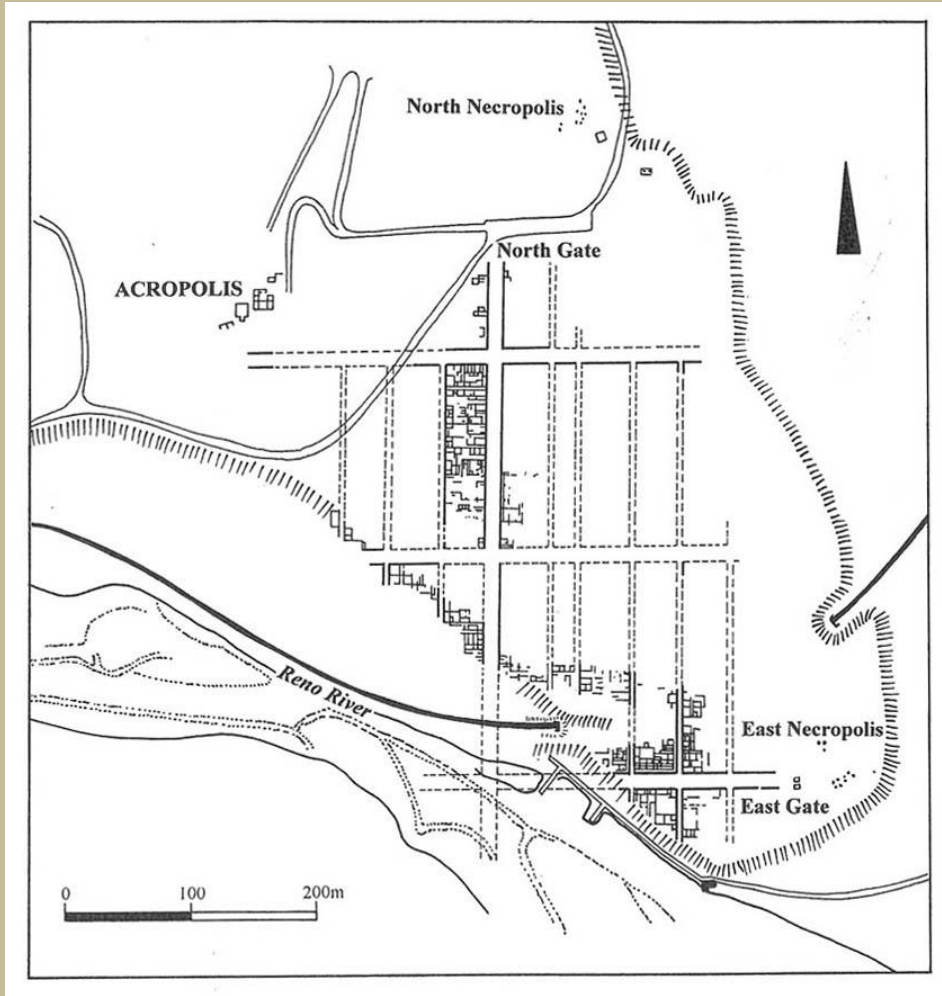 North Necropolis
North Gate
ACROPOLIS
Reno River
East Necropolis
East Gate
0 100 200m